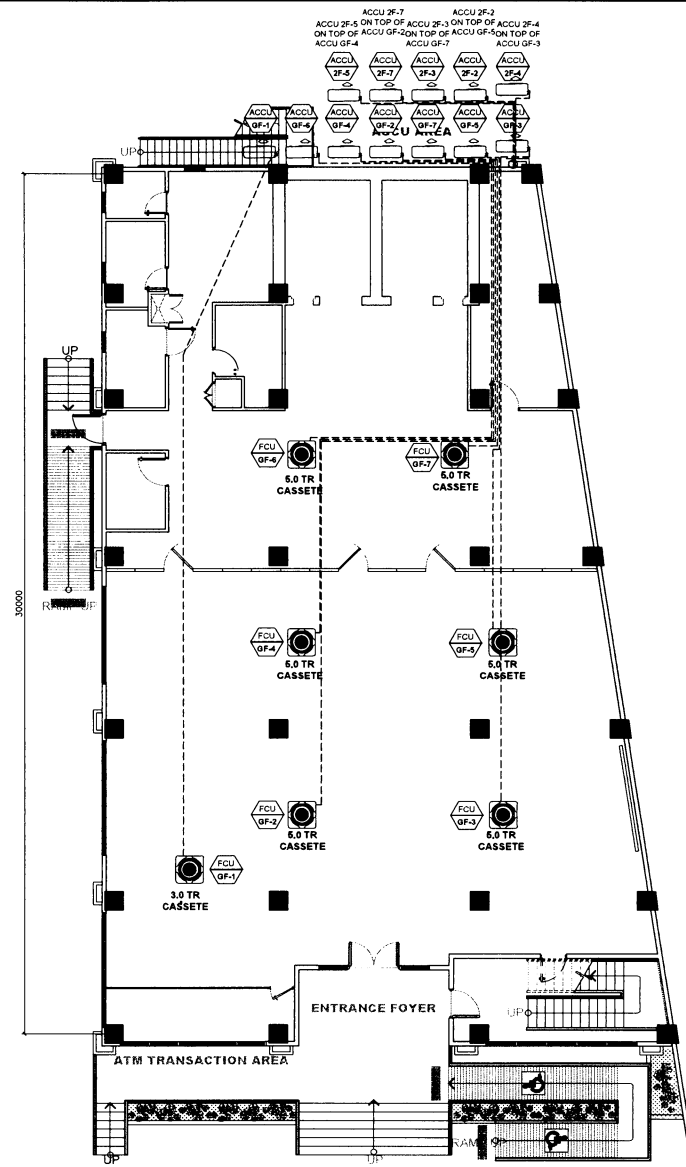 ACCU 2F-5
ON TOP OF
ACCU GF-4
ACCU 2F-7
ON TOP OF
ACCU GF-2
ACCU 2F-3
ON TOP OF
ACCU GF-7
ACCU 2F-2
ON TOP OF
ACCU GF-5
ACCU 2F-4
ON TOP OF
ACCU GF-3
ACCU
2F-5
ACCU
2F-7
ACCU
2F-3
ACCU
2F-2
ACCU
2F-4
ACCU
GF-1
ACCU
GF-6
ACCU
GF-4
ACCU
GF-2
ACCU
GF-7
ACCU
GF-5
ACCU
GF-3
ACCU AREA
UP
UP
FCU
GF-6
5.0 TR
CASSETE
FCU
GF-7
5.0 TR
CASSETE
30000
RAMP UP
FCU
GF-4
5.0 TR
CASSETE
FCU
GF-5
5.0 TR
CASSETE
FCU
GF-2
5.0 TR
CASSETE
FCU
GF-3
5.0 TR
CASSETE
FCU
GF-1
3.0 TR
CASSETE
ENTRANCE FOYER
UP
ATM TRANSACTION AREA
RAMP UP
UP
UP